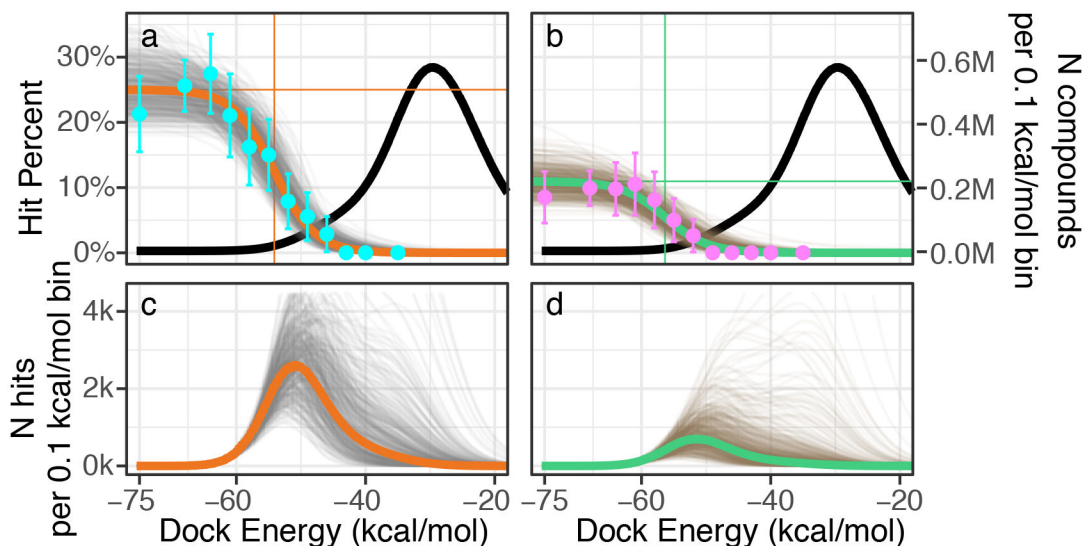 a
b
30%
20%
10%
0%
Hit Percent
0.6M
0.4M
0.2M
0.0M
N compounds
per 0.1 kcal/mol bin
c
d
4k
2k
0k
N hits
per 0.1 kcal/mol bin
−75 −60 −40 −20
−75 −60 −40 −20
Dock Energy (kcal/mol)
Dock Energy (kcal/mol)